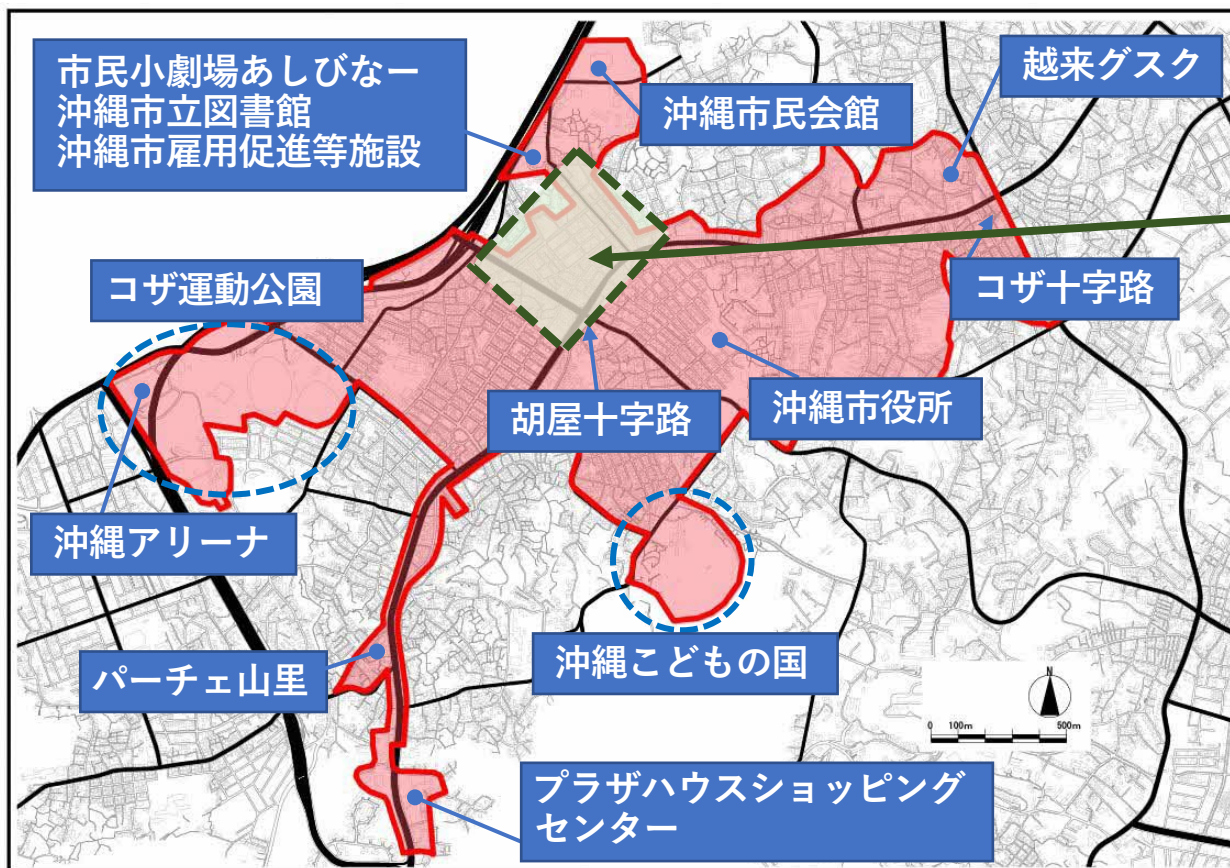 市民小劇場あしびなー
沖縄市立図書館
沖縄市雇用促進等施設
沖縄市民会館
越来グスク
コザ運動公園
コザ十字路
胡屋十字路
沖縄市役所
沖縄アリーナ
パーチェ山里
沖縄こどもの国
N
0 100m 500m
プラザハウスショッピング
センター